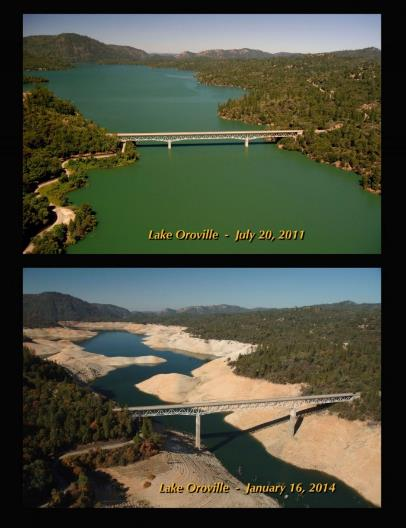 Lake Oroville - July 20, 2011
Lake Oroville - January 16, 2014